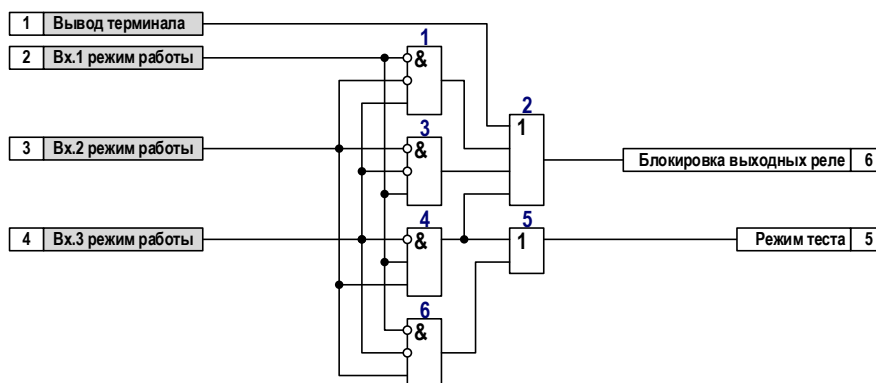 1 Вывод терминала
2 Вх.1 режим работы
1
&
2
1
3 Вх.2 режим работы
3
&
Блокировка выходных реле 6
4 Вх.3 режим работы
4
&
5
1
Режим теста 5
6
&